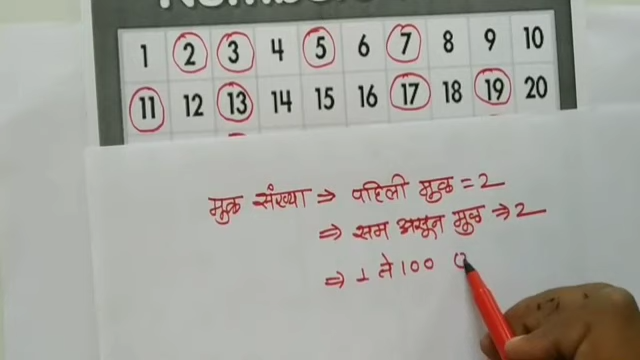 1 2 3 4 5 6 7 8 9 10
11 12 13 14 15 16 17 18 19 20
मुळ संख्या ⇒ पहिली मुळ = 2
⇒ सम असून मुळ ⇒ 2
⇒ 1 ते 100